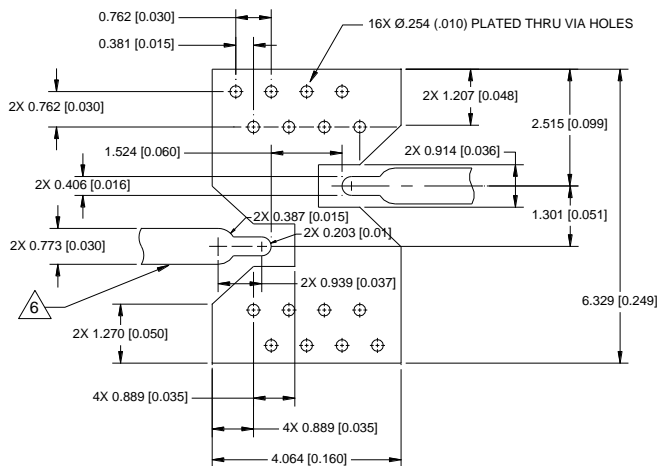 0.762 [0.030]
16X Ø.254 (.010) PLATED THRU VIA HOLES
0.381 [0.015]
2X 0.762 [0.030]
2X 1.207 [0.048]
2.515 [0.099]
1.524 [0.060]
2X 0.914 [0.036]
2X 0.406 [0.016]
2X 0.387 [0.015]
1.301 [0.051]
2X 0.203 [0.01]
2X 0.773 [0.030]
2X 0.939 [0.037]
6.329 [0.249]
6
2X 1.270 [0.050]
4X 0.889 [0.035]
4X 0.889 [0.035]
4.064 [0.160]